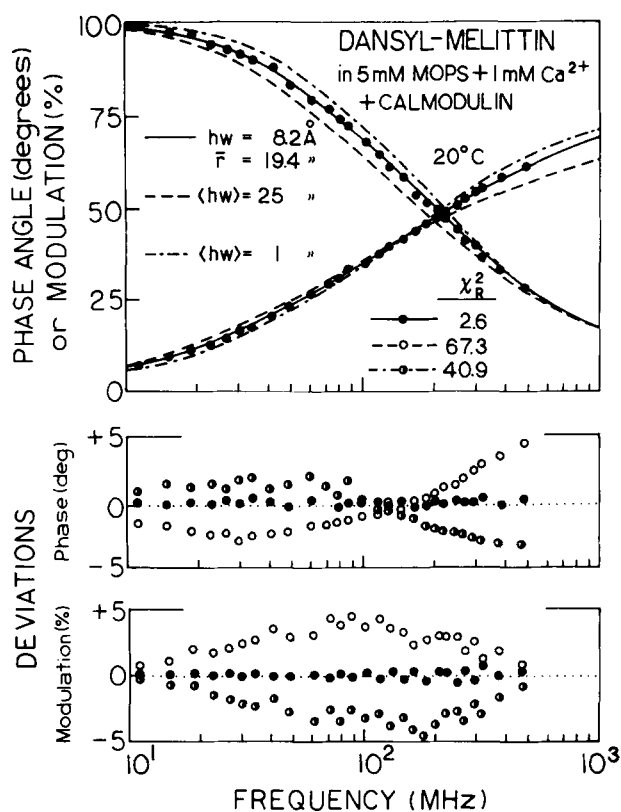 DANSYL-MELITTIN
in 5mM MOPS + 1 mM Ca²⁺
+ CALMODULIN
20°C
hw = 8.2 Å
r̄ = 19.4 "
⟨hw⟩ = 25 "
⟨hw⟩ = 1 "
χ²R
2.6
67.3
40.9
PHASE ANGLE (degrees)
or MODULATION (%)
100
75
50
25
0
DEVIATIONS
Phase (deg)
+5
0
-5
Modulation (%)
+5
0
-5
10¹
10²
10³
FREQUENCY (MHz)